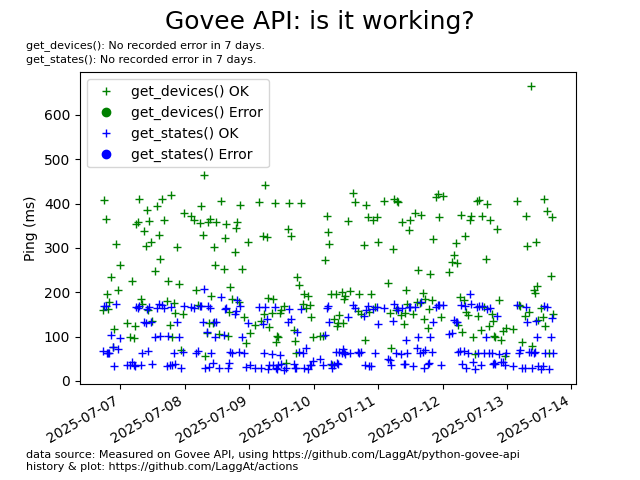 Govee API: is it working?
get_devices(): No recorded error in 7 days.
get_states(): No recorded error in 7 days.
get_devices() OK
get_devices() Error
get_states() OK
get_states() Error
Ping (ms)
600
500
400
300
200
100
0
2025-07-07
2025-07-08
2025-07-09
2025-07-10
2025-07-11
2025-07-12
2025-07-13
2025-07-14
data source: Measured on Govee API, using https://github.com/LaggAt/python-govee-api
history & plot: https://github.com/LaggAt/actions